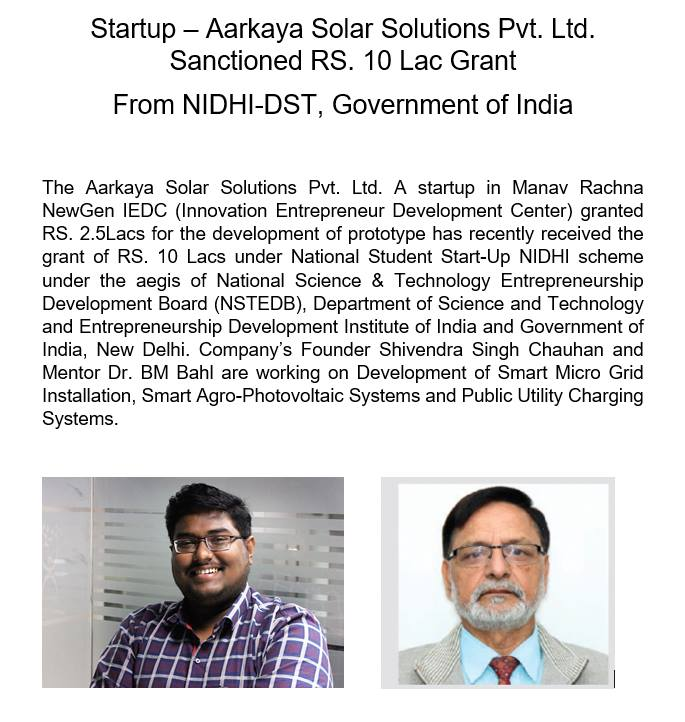 Startup – Aarkaya Solar Solutions Pvt. Ltd.
Sanctioned RS. 10 Lac Grant
From NIDHI-DST, Government of India
The Aarkaya Solar Solutions Pvt. Ltd. A startup in Manav Rachna
NewGen IEDC (Innovation Entrepreneur Development Center) granted
RS. 2.5Lacs for the development of prototype has recently received the
grant of RS. 10 Lacs under National Student Start-Up NIDHI scheme
under the aegis of National Science & Technology Entrepreneurship
Development Board (NSTEDB), Department of Science and Technology
and Entrepreneurship Development Institute of India and Government of
India, New Delhi. Company’s Founder Shivendra Singh Chauhan and
Mentor Dr. BM Bahl are working on Development of Smart Micro Grid
Installation, Smart Agro-Photovoltaic Systems and Public Utility Charging
Systems.